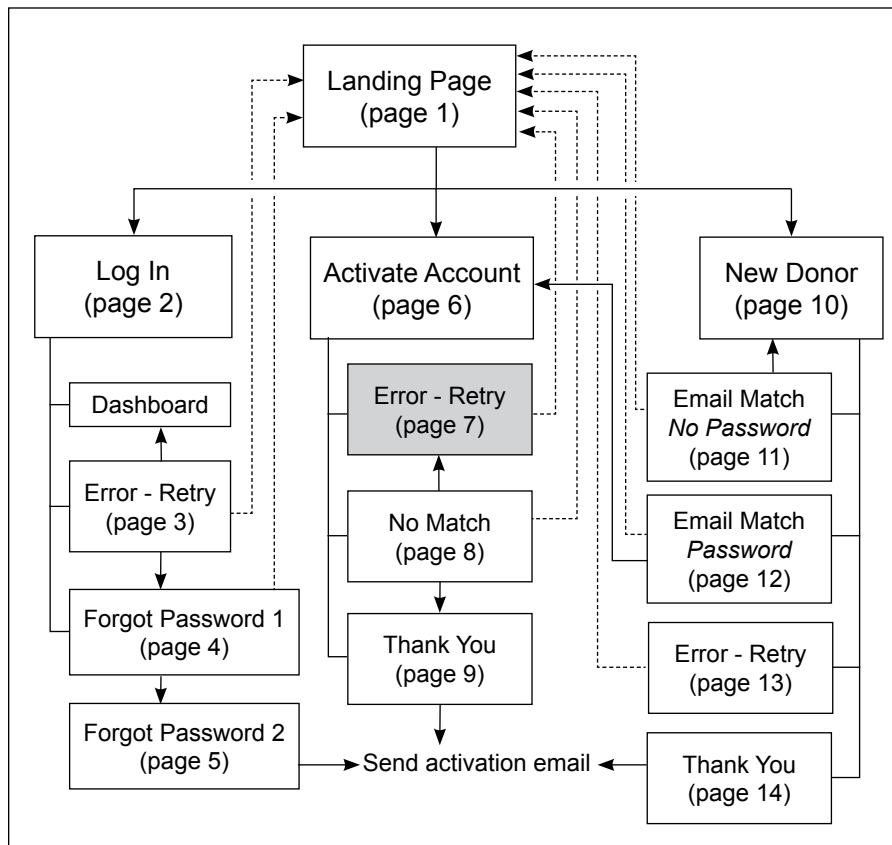 Landing Page
(page 1)
Log In
(page 2)
Activate Account
(page 6)
New Donor
(page 10)
Dashboard
Error - Retry
(page 3)
Forgot Password 1
(page 4)
Forgot Password 2
(page 5)
Error - Retry
(page 7)
No Match
(page 8)
Thank You
(page 9)
Send activation email
Email Match
No Password
(page 11)
Email Match
Password
(page 12)
Error - Retry
(page 13)
Thank You
(page 14)